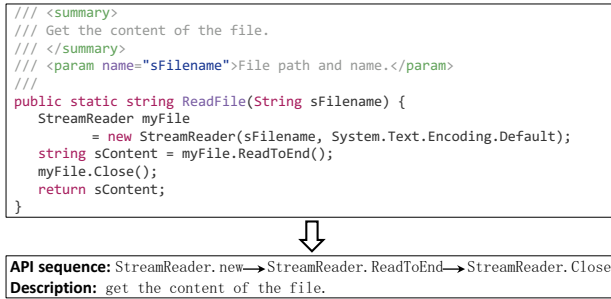 /// <summary>
/// Get the content of the file.
/// </summary>
/// <param name="sFilename">File path and name.</param>
///
public static string ReadFile(String sFilename) {
StreamReader myFile
= new StreamReader(sFilename, System.Text.Encoding.Default);
string sContent = myFile.ReadToEnd();
myFile.Close();
return sContent;
}
API sequence: StreamReader.new→StreamReader.ReadToEnd→StreamReader.Close
Description: get the content of the file.